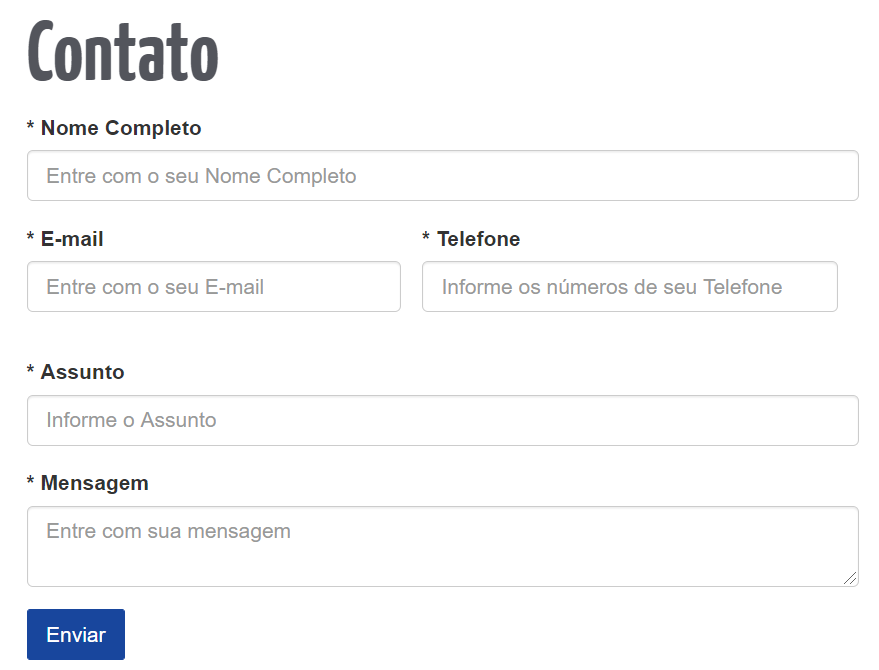 Contato
* Nome Completo
Entre com o seu Nome Completo
* E-mail
* Telefone
Entre com o seu E-mail
Informe os números de seu Telefone
* Assunto
Informe o Assunto
* Mensagem
Entre com sua mensagem
Enviar